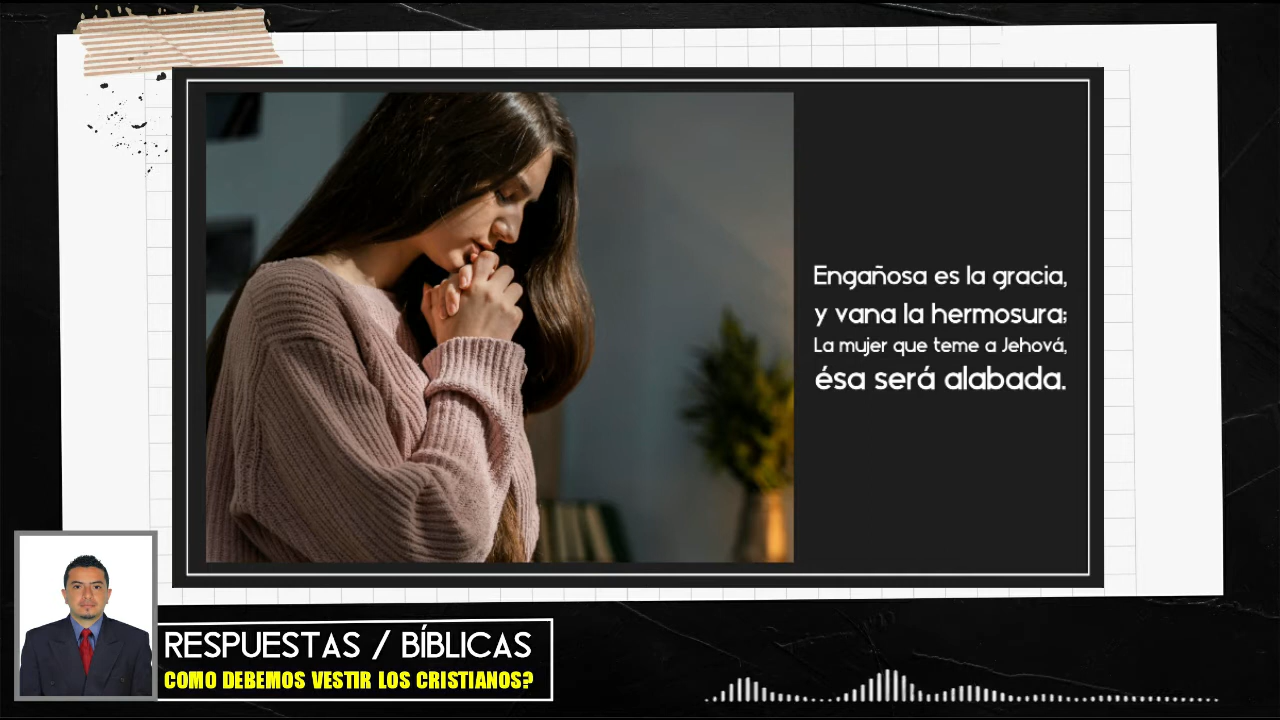 Engañosa es la gracia,
y vana la hermosura;
La mujer que teme a Jehová,
ésa será alabada.
RESPUESTAS / BÍBLICAS
COMO DEBEMOS VESTIR LOS CRISTIANOS?